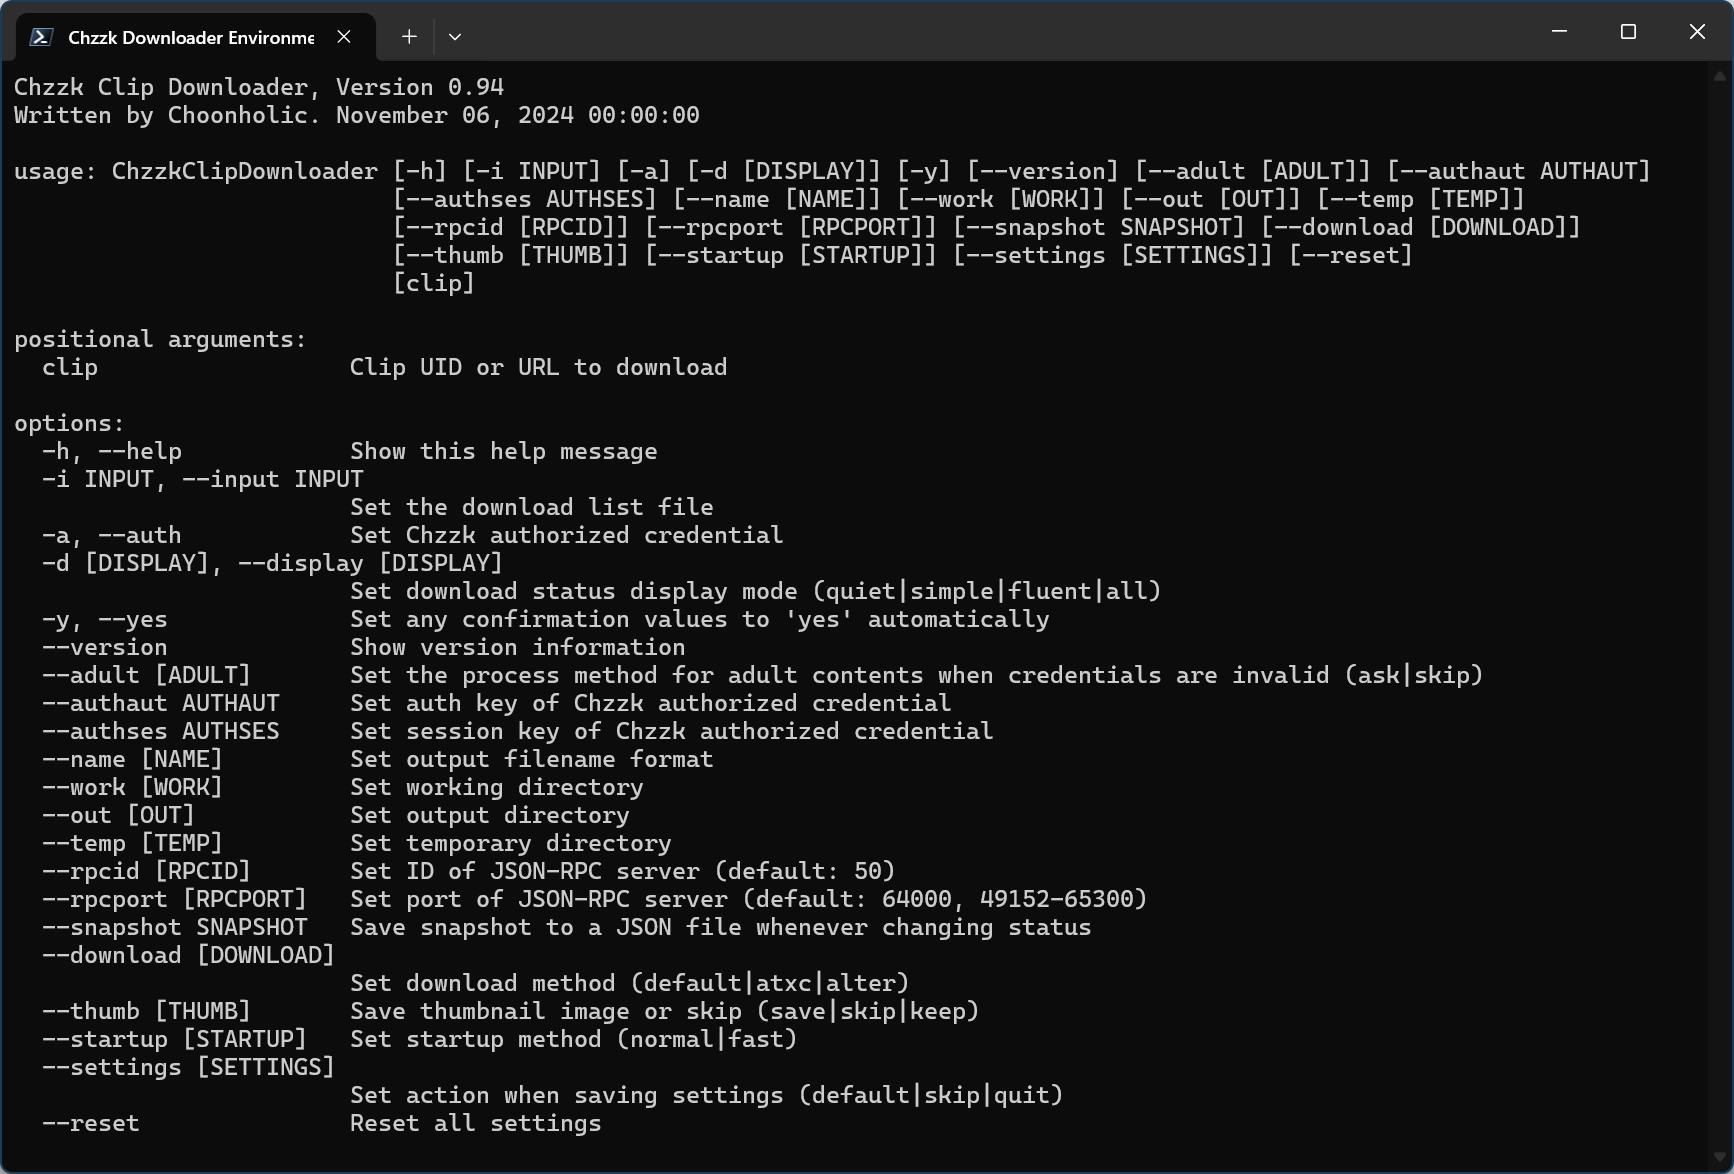 Chzzk Downloader Environme
Chzzk Clip Downloader, Version 0.94
Written by Choonholic. November 06, 2024 00:00:00
usage: ChzzkClipDownloader [-h] [-i INPUT] [-a] [-d [DISPLAY]] [-y] [--version] [--adult [ADULT]] [--authaut AUTHAUT]
[--authses AUTHSES] [--name [NAME]] [--work [WORK]] [--out [OUT]] [--temp [TEMP]]
[--rpcid [RPCID]] [--rpcport [RPCPORT]] [--snapshot SNAPSHOT] [--download [DOWNLOAD]]
[--thumb [THUMB]] [--startup [STARTUP]] [--settings [SETTINGS]] [--reset]
[clip]
positional arguments:
clip Clip UID or URL to download
options:
-h, --help Show this help message
-i INPUT, --input INPUT
Set the download list file
-a, --auth Set Chzzk authorized credential
-d [DISPLAY], --display [DISPLAY]
Set download status display mode (quiet|simple|fluent|all)
-y, --yes Set any confirmation values to 'yes' automatically
--version Show version information
--adult [ADULT] Set the process method for adult contents when credentials are invalid (ask|skip)
--authaut AUTHAUT Set auth key of Chzzk authorized credential
--authses AUTHSES Set session key of Chzzk authorized credential
--name [NAME] Set output filename format
--work [WORK] Set working directory
--out [OUT] Set output directory
--temp [TEMP] Set temporary directory
--rpcid [RPCID] Set ID of JSON-RPC server (default: 50)
--rpcport [RPCPORT] Set port of JSON-RPC server (default: 64000, 49152-65300)
--snapshot SNAPSHOT Save snapshot to a JSON file whenever changing status
--download [DOWNLOAD]
Set download method (default|atxc|alter)
--thumb [THUMB] Save thumbnail image or skip (save|skip|keep)
--startup [STARTUP] Set startup method (normal|fast)
--settings [SETTINGS]
Set action when saving settings (default|skip|quit)
--reset Reset all settings